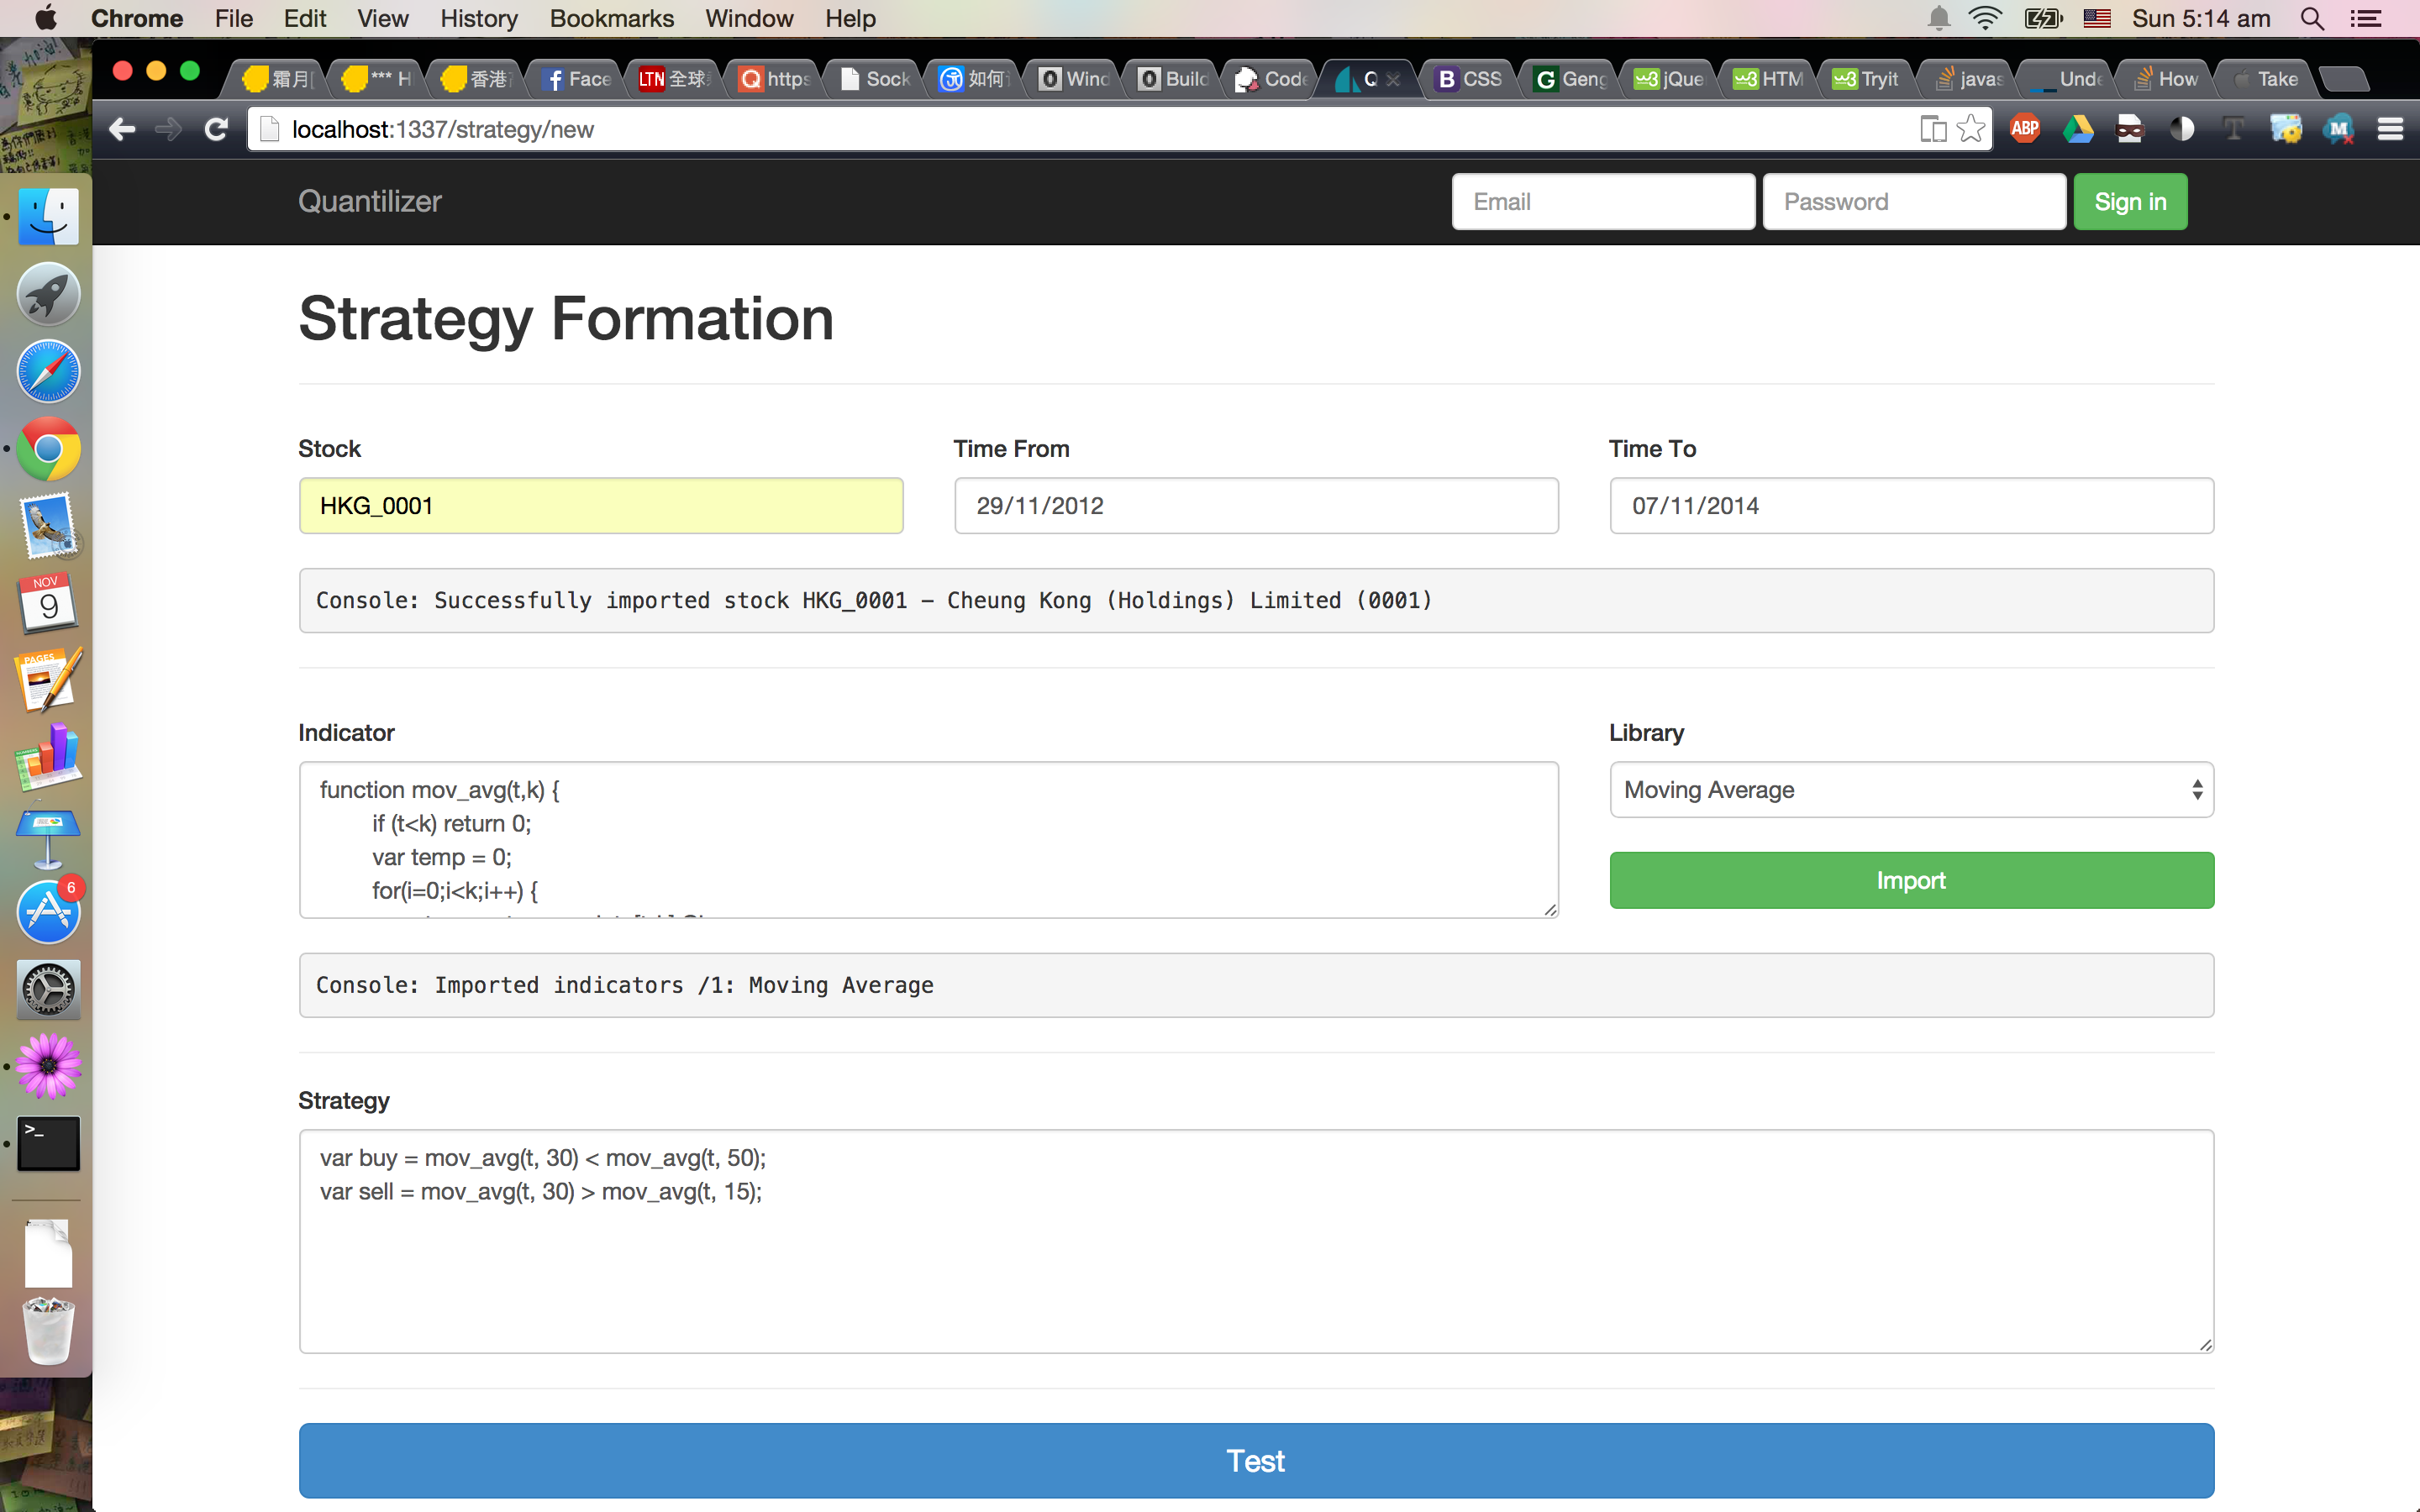 Chrome File Edit View History Bookmarks Window Help Sun 5:14 am
霜月 *** H 香港 Face LTN 全球 https Sock 如何 Wind Build Code Q CSS Geng jQue HTM Tryit javas Unde How Take
localhost:1337/strategy/new ABP
Quantilizer Email Password Sign in
Strategy Formation
Stock Time From Time To
HKG_0001 29/11/2012 07/11/2014
Console: Successfully imported stock HKG_0001 – Cheung Kong (Holdings) Limited (0001)
Indicator Library
function mov_avg(t,k) {
if (t<k) return 0;
var temp = 0;
for(i=0;i<k;i++) {
Moving Average
Import
Console: Imported indicators /1: Moving Average
Strategy
var buy = mov_avg(t, 30) < mov_avg(t, 50);
var sell = mov_avg(t, 30) > mov_avg(t, 15);
Test
NOV
9
PAGES
6
>_